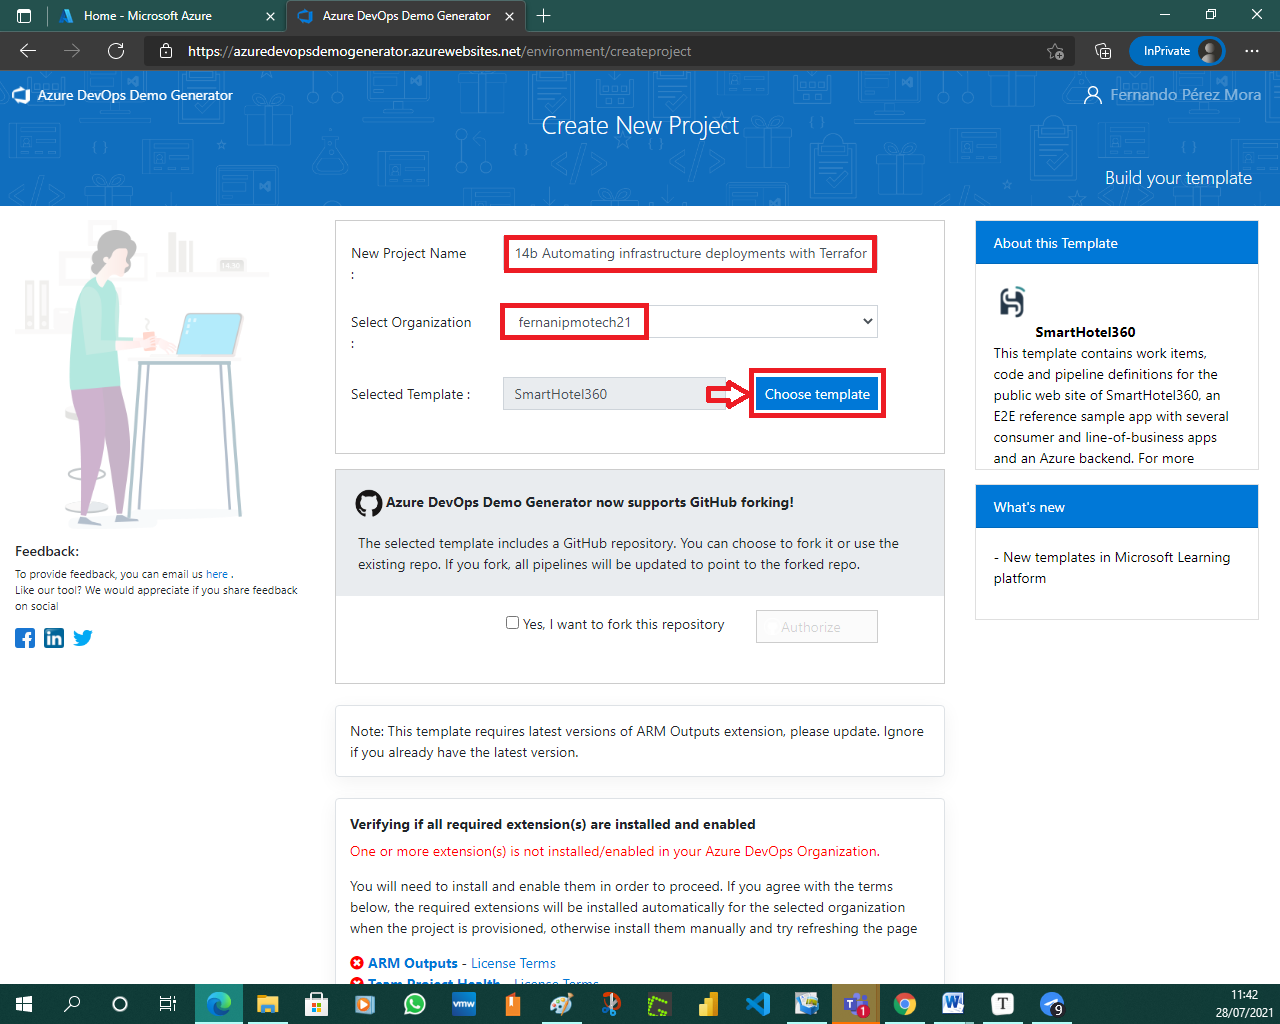 Home - Microsoft Azure
Azure DevOps Demo Generator
https://azuredevopsdemogenerator.azurewebsites.net/environment/createproject
InPrivate
Azure DevOps Demo Generator
Fernando Pérez Mora
Create New Project
Build your template
New Project Name
:
14b Automating infrastructure deployments with Terrafor
Select Organization
:
fernanipmotech21
Selected Template :
SmartHotel360
Choose template
Azure DevOps Demo Generator now supports GitHub forking!
The selected template includes a GitHub repository. You can choose to fork it or use the
existing repo. If you fork, all pipelines will be updated to point to the forked repo.
Yes, I want to fork this repository
Authorize
Note: This template requires latest versions of ARM Outputs extension, please update. Ignore
if you already have the latest version.
Verifying if all required extension(s) are installed and enabled
One or more extension(s) is not installed/enabled in your Azure DevOps Organization.
You will need to install and enable them in order to proceed. If you agree with the terms
below, the required extensions will be installed automatically for the selected organization
when the project is provisioned, otherwise install them manually and try refreshing the page
ARM Outputs - License Terms
Team Project Health - License Terms
About this Template
SmartHotel360
This template contains work items,
code and pipeline definitions for the
public web site of SmartHotel360, an
E2E reference sample app with several
consumer and line-of-business apps
and an Azure backend. For more
What's new
- New templates in Microsoft Learning
platform
14:30
Feedback:
To provide feedback, you can email us here .
Like our tool? We would appreciate if you share feedback
on social
vmw
1
W
T
9
11:42
28/07/2021